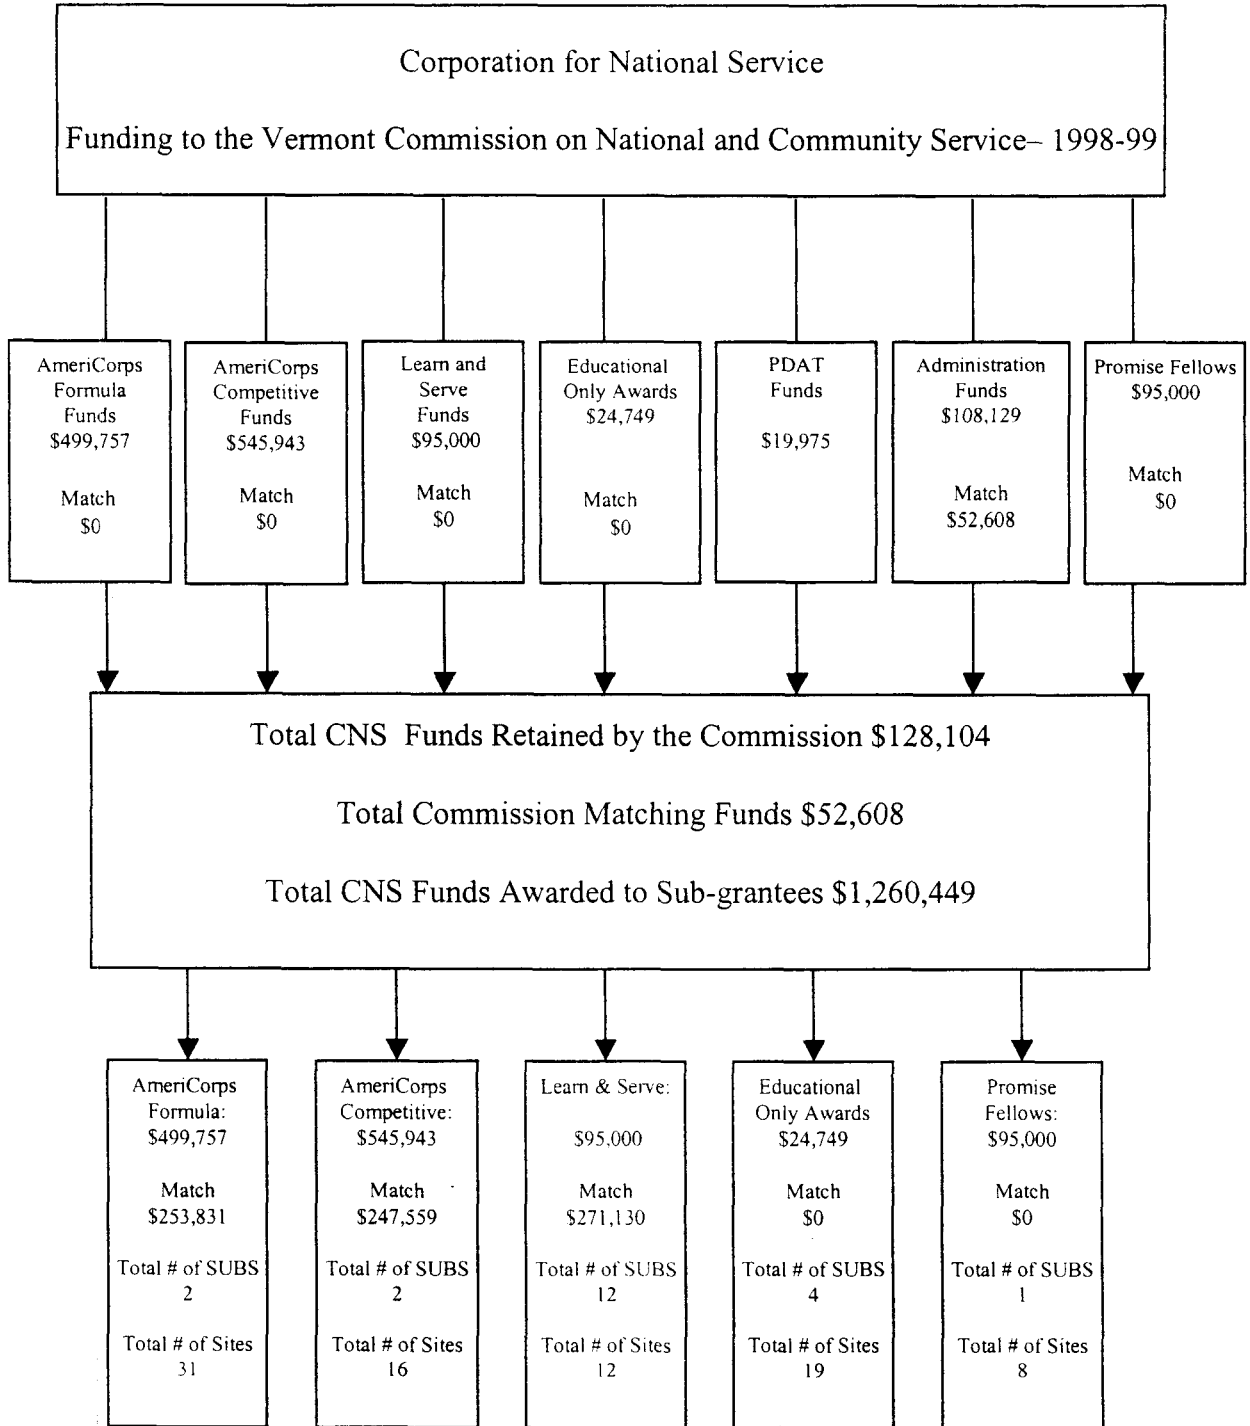 Corporation for National Service
Funding to the Vermont Commission on National and Community Service– 1998-99
AmeriCorps
Formula
Funds
$499,757
Match
$0
AmeriCorps
Competitive
Funds
$545,943
Match
$0
Learn and
Serve
Funds
$95,000
Match
$0
Educational
Only Awards
$24,749
Match
$0
PDAT
Funds
$19,975
Administration
Funds
$108,129
Match
$52,608
Promise Fellows
$95,000
Match
$0
Total CNS Funds Retained by the Commission $128,104
Total Commission Matching Funds $52,608
Total CNS Funds Awarded to Sub-grantees $1,260,449
AmeriCorps
Formula:
$499,757
Match
$253,831
Total # of SUBS
2
Total # of Sites
31
AmeriCorps
Competitive:
$545,943
Match
$247,559
Total # of SUBS
2
Total # of Sites
16
Learn & Serve:
$95,000
Match
$271,130
Total # of SUBS
12
Total # of Sites
12
Educational
Only Awards
$24,749
Match
$0
Total # of SUBS
4
Total # of Sites
19
Promise
Fellows:
$95,000
Match
$0
Total # of SUBS
1
Total # of Sites
8